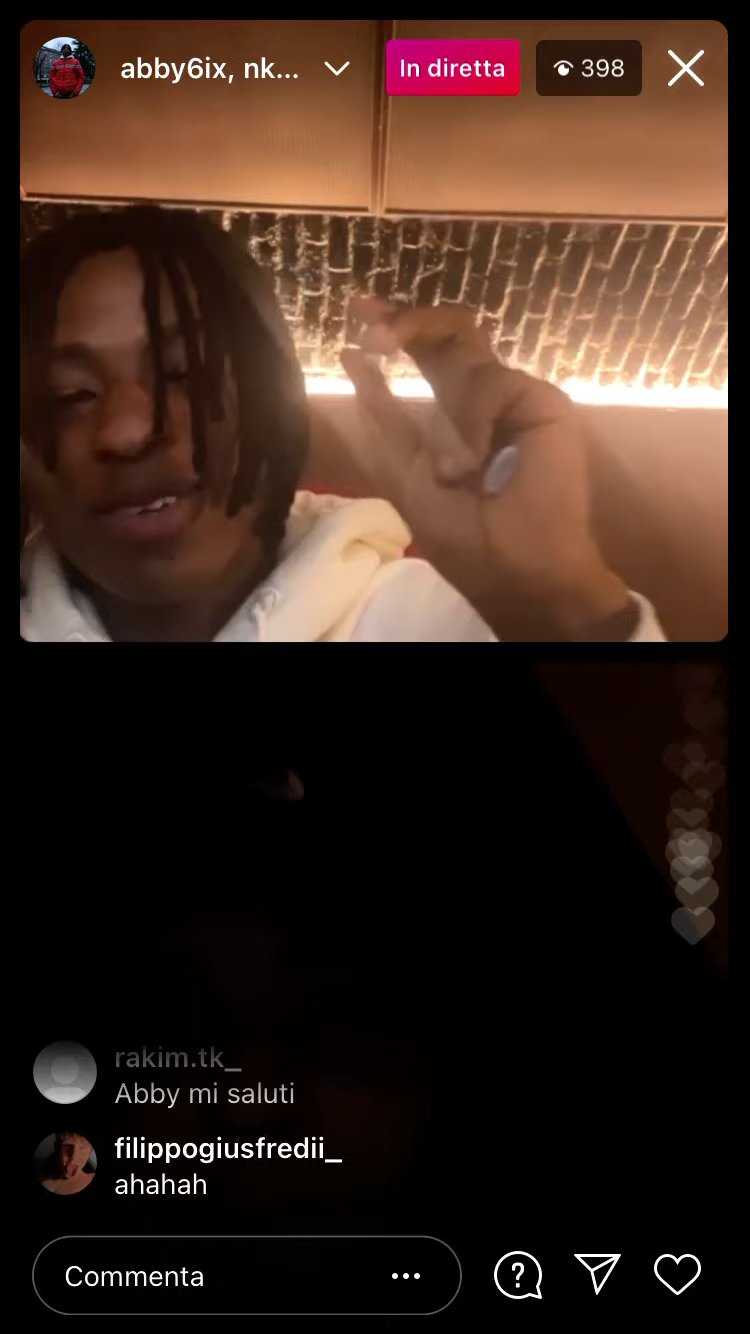 abby6ix, nk...
In diretta
398
rakim.tk_
Abby mi saluti
filippogiusfredii_
ahahah
Commenta